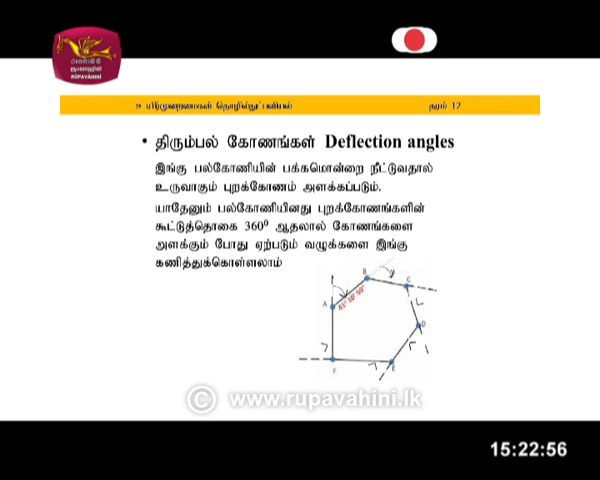 RUPAVAHINI
தரம் 12
• திரும்பல் கோணங்கள் Deflection angles
இங்கு பல்கோணியின் பக்கமொன்றை நீட்டுவதால்
உருவாகும் புறக்கோணம் அளக்கப்படும்.
யாதேனும் பல்கோணியினது புறக்கோணங்களின்
கூட்டுத்தொகை 360⁰ ஆதலால் கோணங்களை
அளக்கும் போது ஏற்படும் வழுக்களை இங்கு
கணித்துக்கொள்ளலாம்
B
C
A
D
F
E
© www.rupavahini.lk
15:22:56